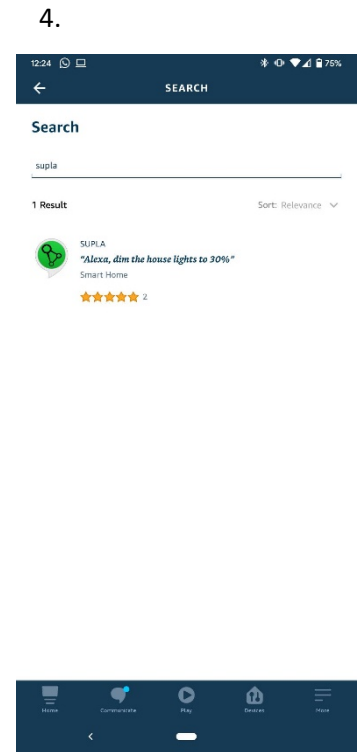 4.
12:24 75%
SEARCH
Search
supla
1 Result Sort: Relevance
SUPLA
"Alexa, dim the house lights to 30%"
Smart Home
2
Home Communicate Play Devices More